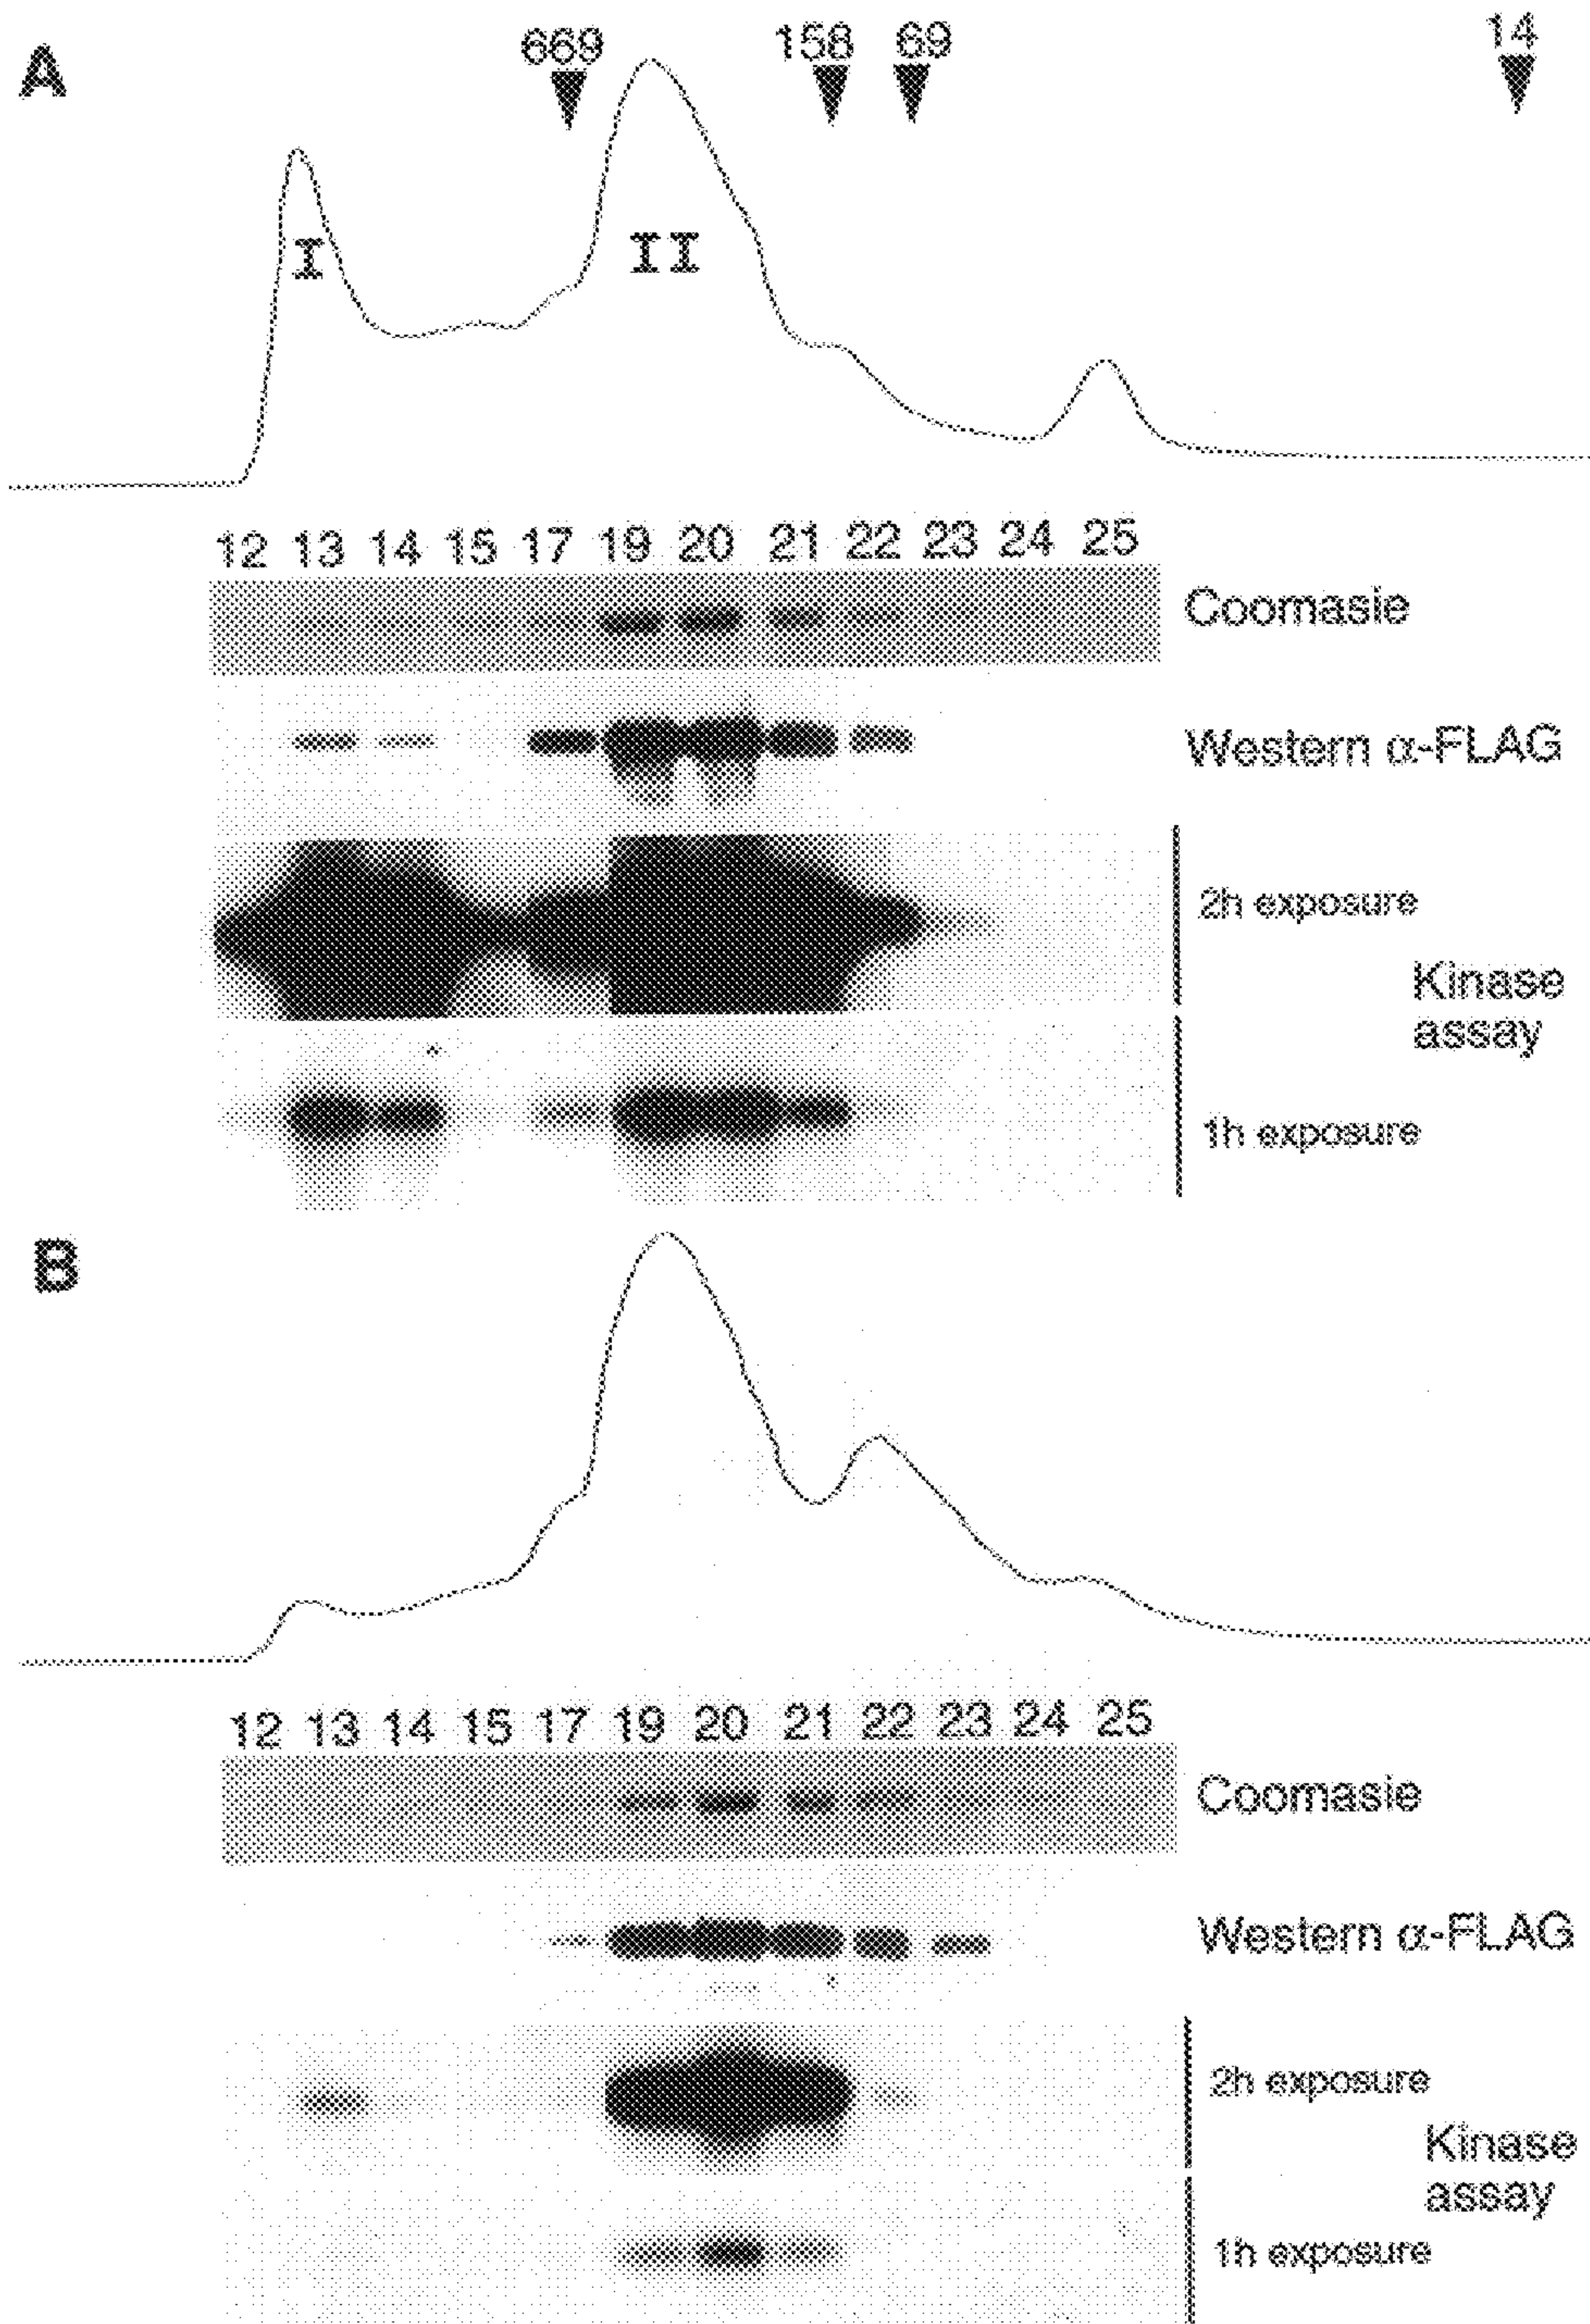 A
669 158 69 14
I II
12 13 14 15 17 19 20 21 22 23 24 25
Coomasie
Western α-FLAG
2h exposure
Kinase
assay
1h exposure
B
12 13 14 15 17 19 20 21 22 23 24 25
Coomasie
Western α-FLAG
2h exposure
Kinase
assay
1h exposure